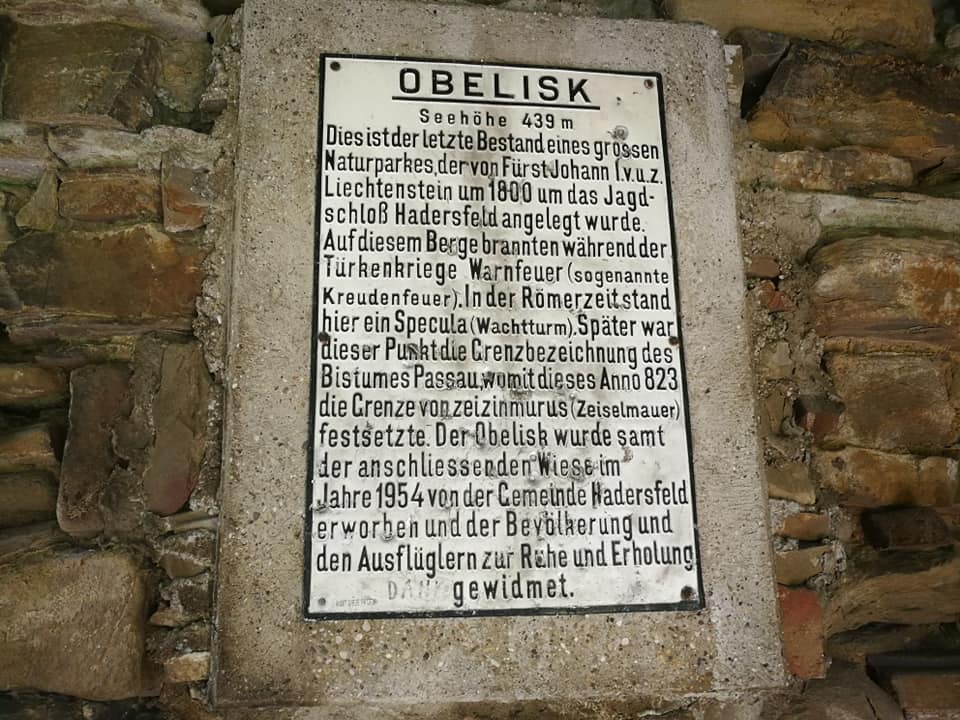 OBELISK
Seehöhe 439 m
Dies ist der letzte Bestand eines grossen
Naturparkes, der von Fürst Johann I. v. u. z.
Liechtenstein um 1800 um das Jagd-
schloß Hadersfeld angelegt wurde.
Auf diesem Berge brannten während der
Türkenkriege Warnfeuer (sogenannte
Kreudenfeuer). In der Römerzeit stand
hier ein Specula (Wachtturm). Später war
dieser Punkt die Grenzbezeichnung des
Bistumes Passau, womit dieses Anno 823
die Grenze von zeizinmurus (Zeiselmauer)
festsetzte. Der Obelisk wurde samt
der anschliessenden Wiese im
Jahre 1954 von der Gemeinde Hadersfeld
erworben und der Bevölkerung und
den Ausflüglern zur Ruhe und Erholung
gewidmet.